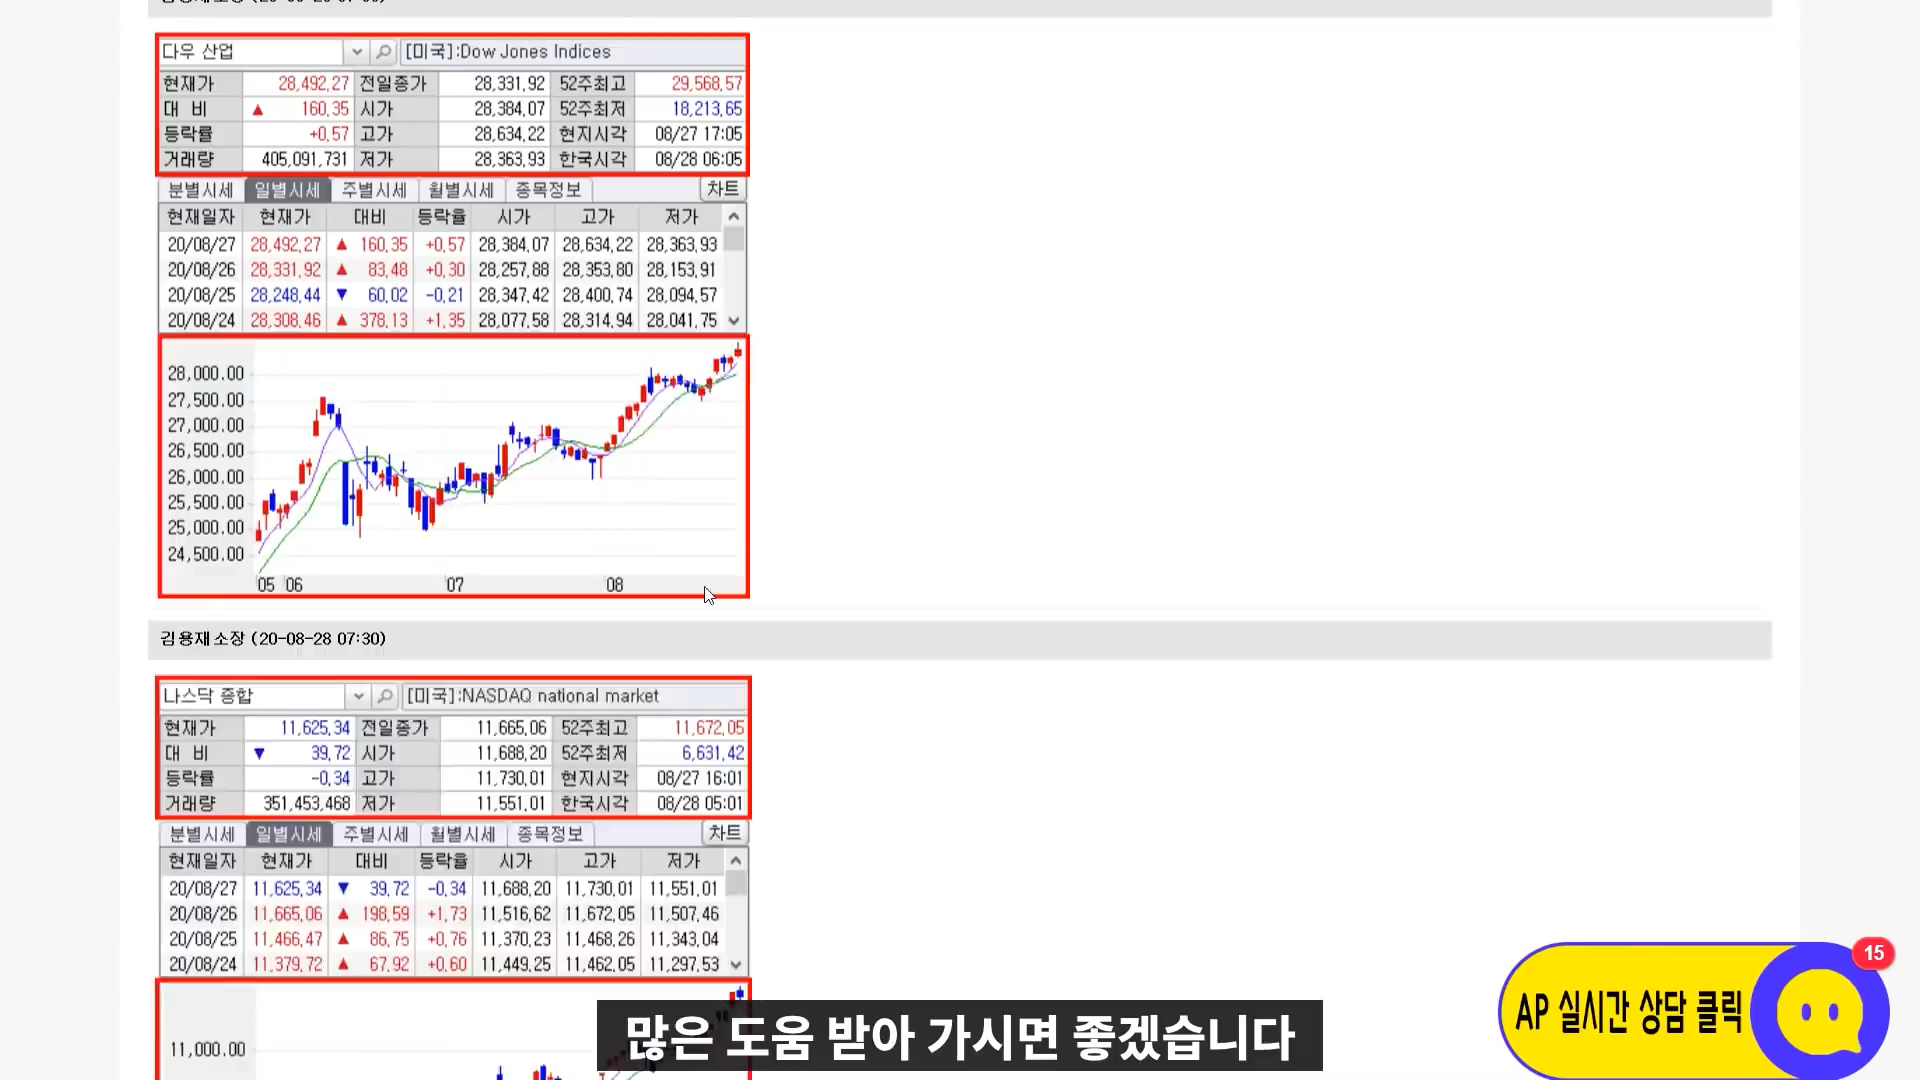 다우 산업 [미국]:Dow Jones Indices
현재가 28,492.27 전일종가 28,331.92 52주최고 29,568.57
대 비 ▲ 160.35 시가 28,384.07 52주최저 18,213.65
등락률 +0.57 고가 28,634.22 현지시각 08/27 17:05
거래량 405,091,731 저가 28,363.93 한국시각 08/28 06:05
분별시세 일별시세 주별시세 월별시세 종목정보 차트
현재일자 현재가 대비 등락율 시가 고가 저가
20/08/27 28,492.27 ▲ 160.35 +0.57 28,384.07 28,634.22 28,363.93
20/08/26 28,331.92 ▲ 83.48 +0.30 28,257.88 28,353.80 28,153.91
20/08/25 28,248.44 ▼ 60.02 -0.21 28,347.42 28,400.74 28,094.57
20/08/24 28,308.46 ▲ 378.13 +1.35 28,077.58 28,314.94 28,041.75
28,000.00
27,500.00
27,000.00
26,500.00
26,000.00
25,500.00
25,000.00
24,500.00
05 06 07 08
김용재소장 (20-08-28 07:30)
나스닥 종합 [미국]:NASDAQ national market
현재가 11,625.34 전일종가 11,665.06 52주최고 11,672.05
대 비 ▼ 39.72 시가 11,688.20 52주최저 6,631.42
등락률 -0.34 고가 11,730.01 현지시각 08/27 16:01
거래량 351,453,468 저가 11,551.01 한국시각 08/28 05:01
분별시세 일별시세 주별시세 월별시세 종목정보 차트
현재일자 현재가 대비 등락율 시가 고가 저가
20/08/27 11,625.34 ▼ 39.72 -0.34 11,688.20 11,730.01 11,551.01
20/08/26 11,665.06 ▲ 198.59 +1.73 11,516.62 11,672.05 11,507.46
20/08/25 11,466.47 ▲ 86.75 +0.76 11,370.23 11,468.26 11,343.04
20/08/24 11,379.72 ▲ 67.92 +0.60 11,449.25 11,462.05 11,297.53
11,000.00
15
AP 실시간 상담 클릭
많은 도움 받아 가시면 좋겠습니다